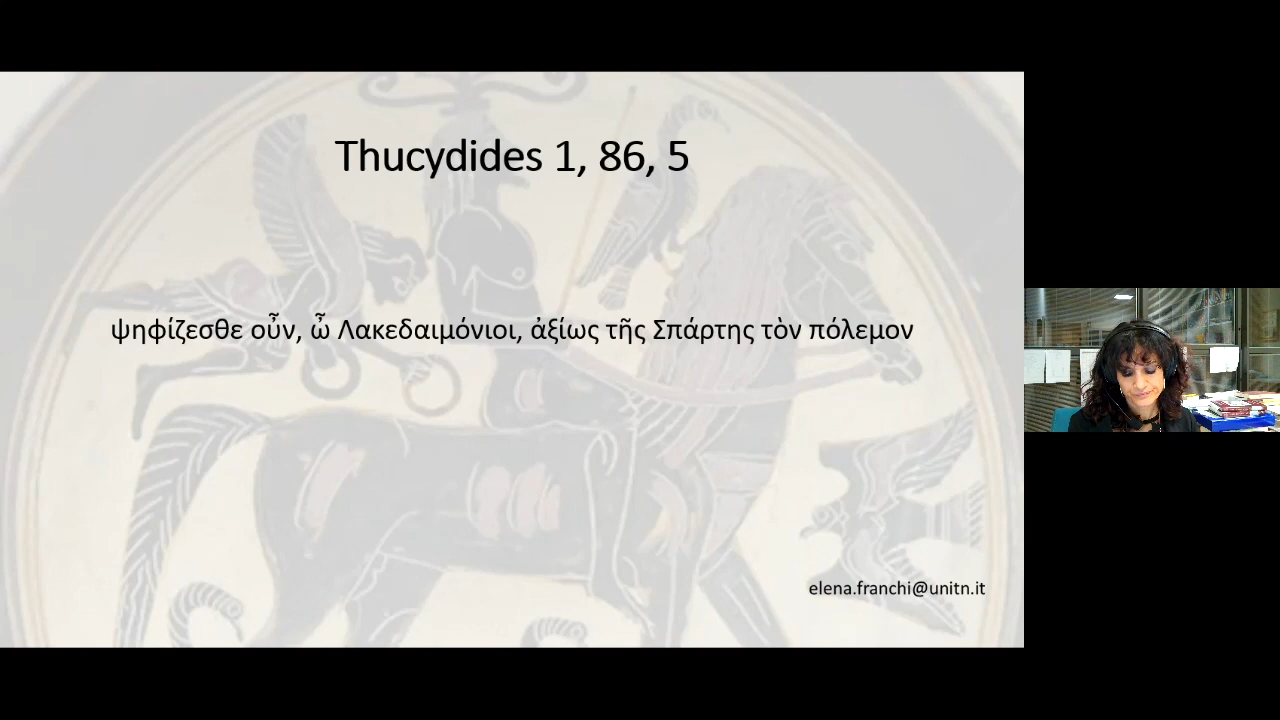 Thucydides 1, 86, 5
ψηφίζεσθε οὖν, ὦ Λακεδαιμόνιοι, ἀξίως τῆς Σπάρτης τὸν πόλεμον
elena.franchi@unitn.it